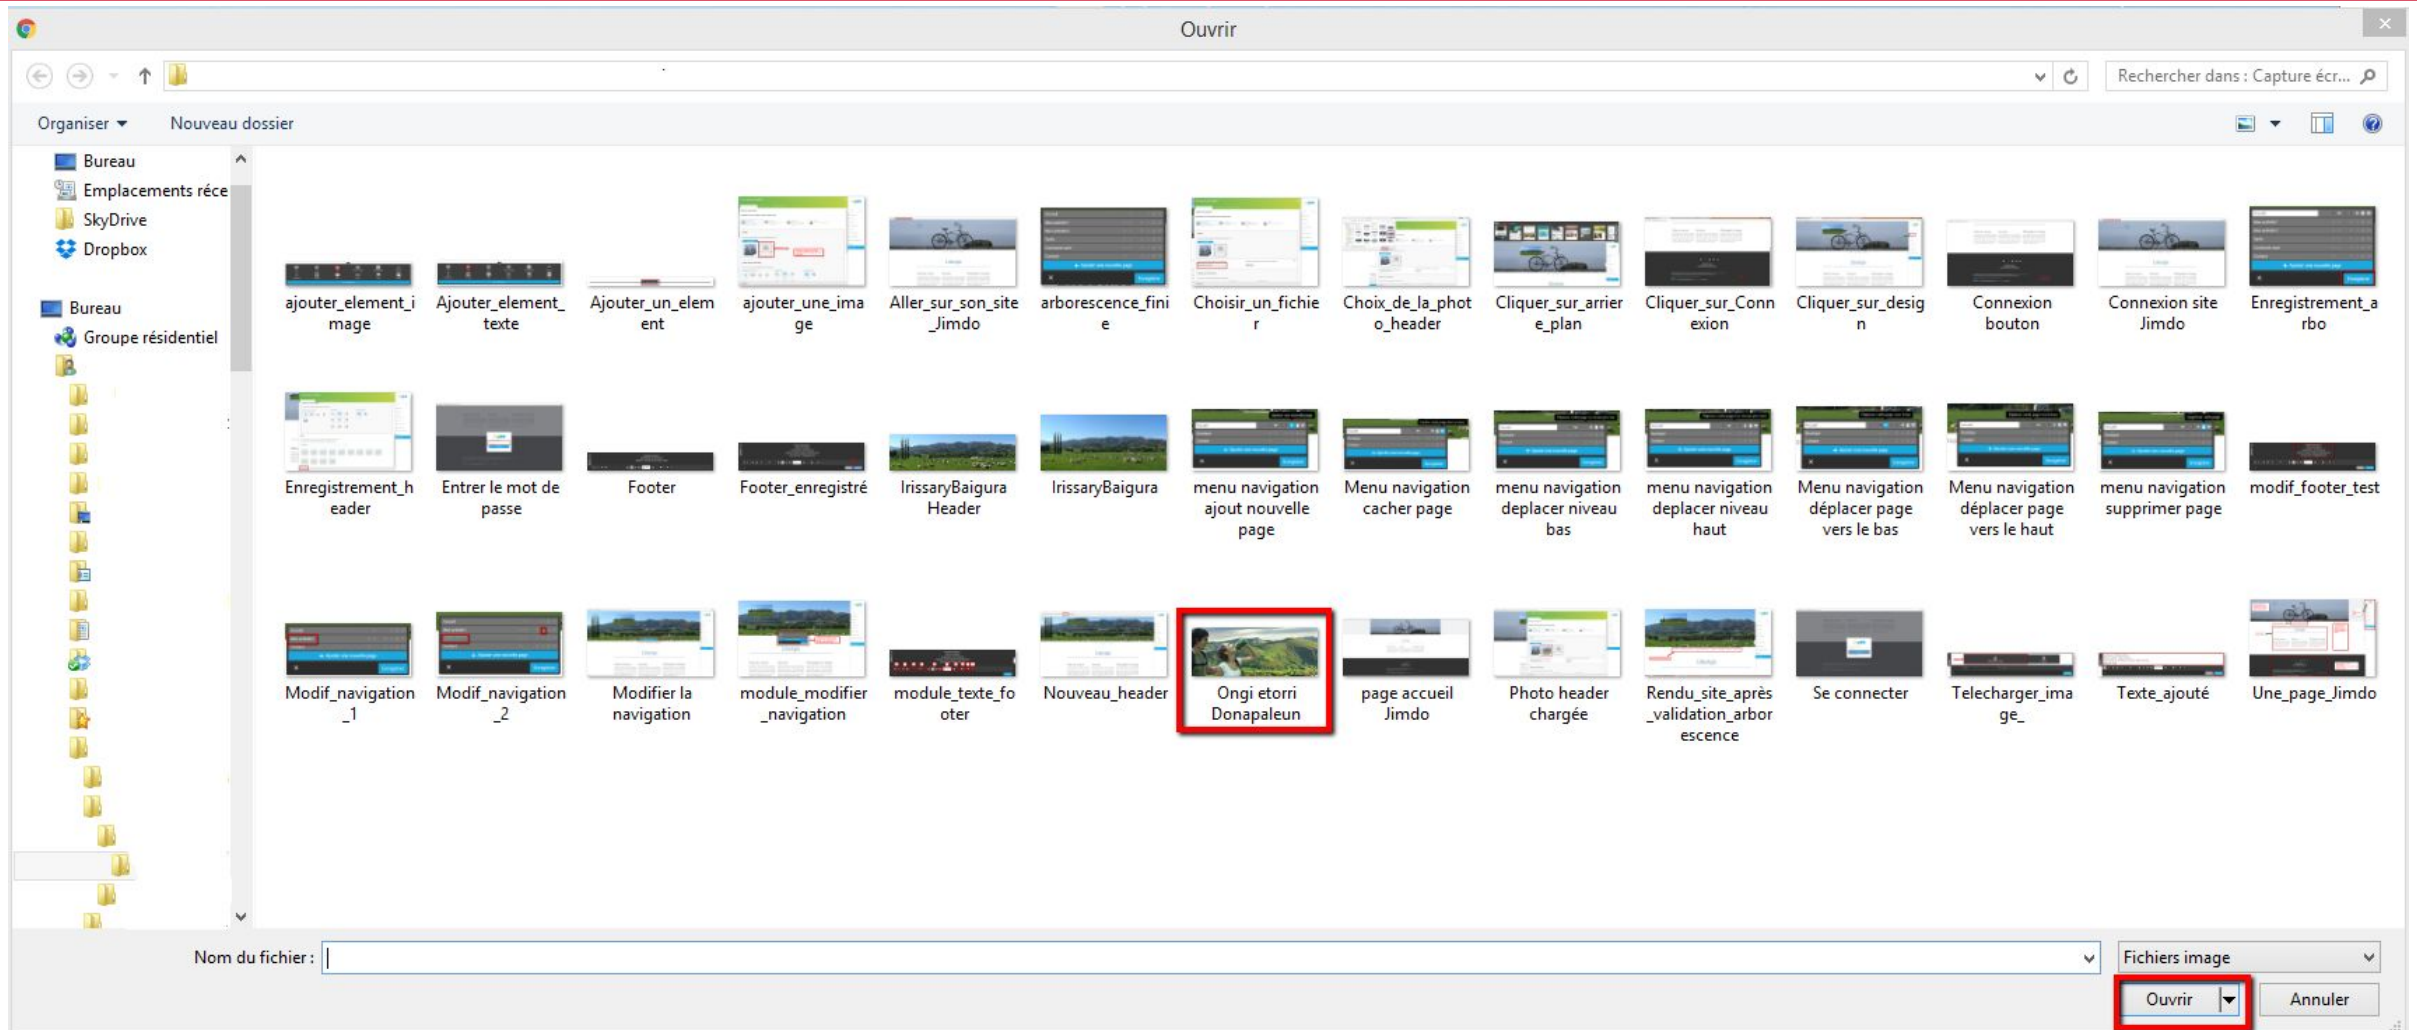 Ouvrir
Rechercher dans : Capture écr...
Organiser
Nouveau dossier
Bureau
Emplacements réce
SkyDrive
Dropbox
Bureau
Groupe résidentiel
ajouter_element_i
mage
Ajouter_element_
texte
Ajouter_un_elem
ent
ajouter_une_ima
ge
Aller_sur_son_site
_Jimdo
arborescence_fini
e
Choisir_un_fichie
r
Choix_de_la_phot
o_header
Cliquer_sur_arrier
e_plan
Cliquer_sur_Conn
exion
Cliquer_sur_desig
n
Connexion
bouton
Connexion site
Jimdo
Enregistrement_a
rbo
Enregistrement_h
eader
Entrer le mot de
passe
Footer
Footer_enregistré
IrissaryBaigura
Header
IrissaryBaigura
menu navigation
ajout nouvelle
page
Menu navigation
cacher page
menu navigation
deplacer niveau
bas
menu navigation
deplacer niveau
haut
Menu navigation
déplacer page
vers le bas
Menu navigation
déplacer page
vers le haut
menu navigation
supprimer page
modif_footer_test
Modif_navigation
_1
Modif_navigation
_2
Modifier la
navigation
module_modifier
_navigation
module_texte_fo
oter
Nouveau_header
Ongi etorri
Donapaleun
page accueil
Jimdo
Photo header
chargée
Rendu_site_après
_validation_arbor
escence
Se connecter
Telecharger_ima
ge_
Texte_ajouté
Une_page_Jimdo
Nom du fichier :
Fichiers image
Ouvrir
Annuler